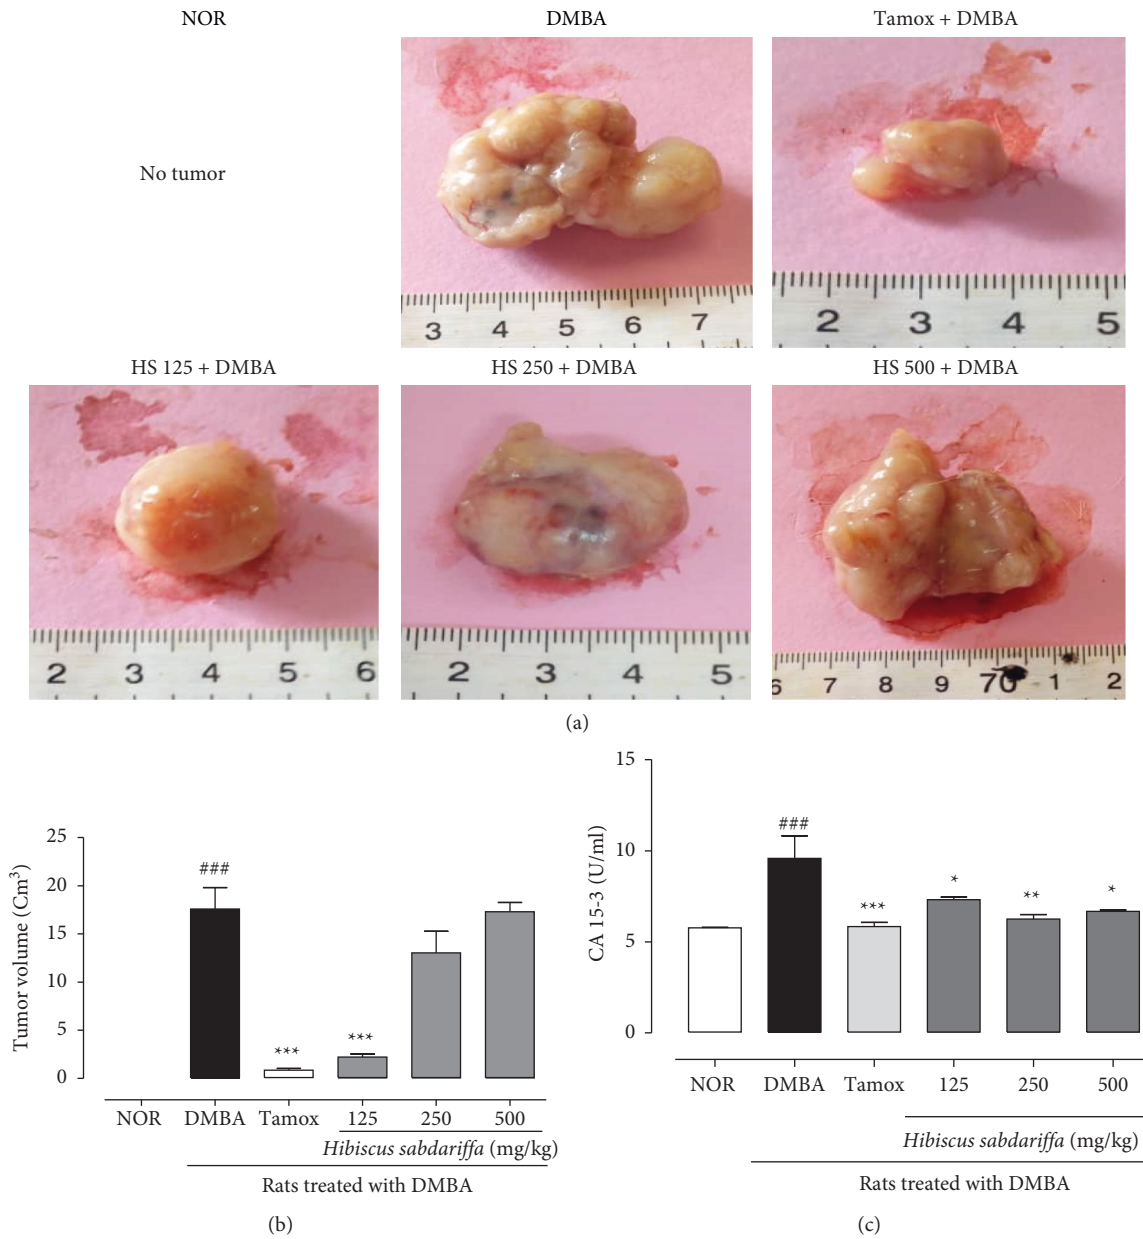 NOR
DMBA
Tamox + DMBA
No tumor
3 4 5 6 7
2 3 4 5
HS 125 + DMBA
HS 250 + DMBA
HS 500 + DMBA
2 3 4 5 6
2 3 4 5
6 7 8 9 70 1 2
(a)
Tumor volume (Cm³)
25
20
15
10
5
0
###
***
***
NOR DMBA Tamox 125 250 500
Hibiscus sabdariffa (mg/kg)
Rats treated with DMBA
(b)
CA 15-3 (U/ml)
15
10
5
0
###
***
*
**
*
NOR DMBA Tamox 125 250 500
Hibiscus sabdariffa (mg/kg)
Rats treated with DMBA
(c)